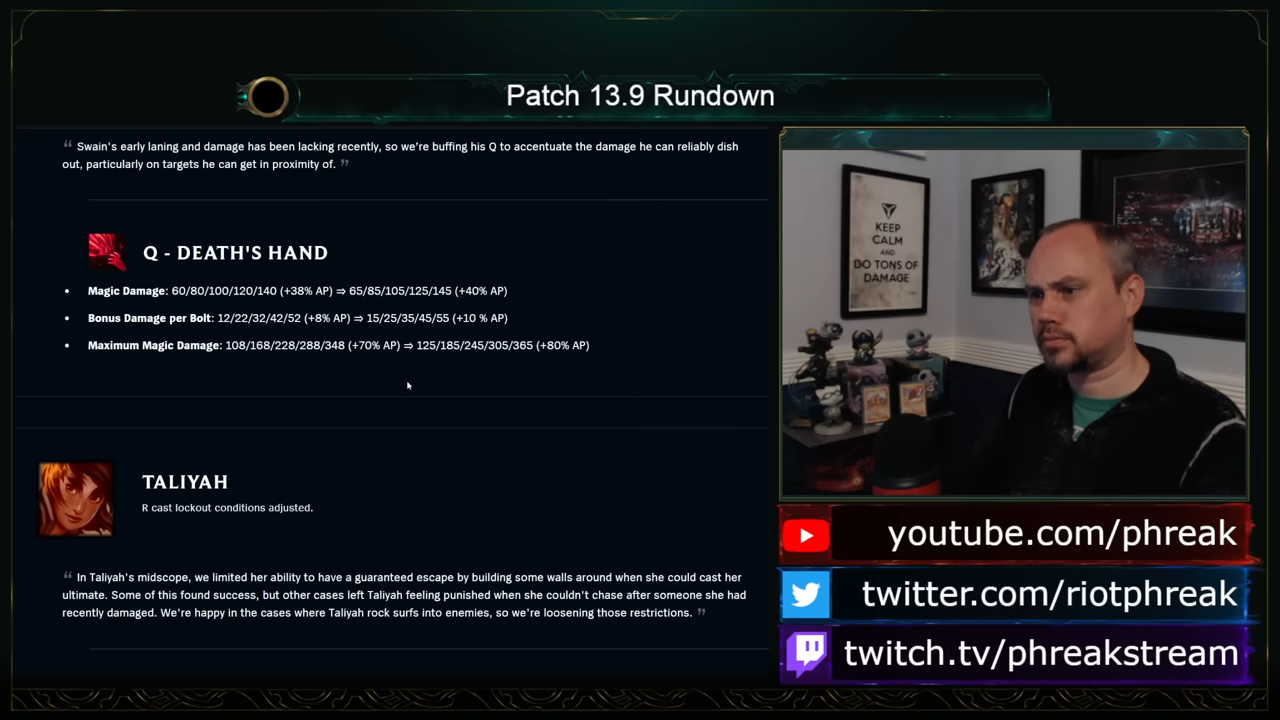 Patch 13.9 Rundown
“ Swain's early laning and damage has been lacking recently, so we're buffing his Q to accentuate the damage he can reliably dish
out, particularly on targets he can get in proximity of. ”
Q - DEATH'S HAND
• Magic Damage: 60/80/100/120/140 (+38% AP) ⇒ 65/85/105/125/145 (+40% AP)
• Bonus Damage per Bolt: 12/22/32/42/52 (+8% AP) ⇒ 15/25/35/45/55 (+10 % AP)
• Maximum Magic Damage: 108/168/228/288/348 (+70% AP) ⇒ 125/185/245/305/365 (+80% AP)
TALIYAH
R cast lockout conditions adjusted.
“ In Taliyah's midscope, we limited her ability to have a guaranteed escape by building some walls around when she could cast her
ultimate. Some of this found success, but other cases left Taliyah feeling punished when she couldn't chase after someone she had
recently damaged. We're happy in the cases where Taliyah rock surfs into enemies, so we're loosening those restrictions. ”
KEEP
CALM
AND
DO TONS OF
DAMAGE
youtube.com/phreak
twitter.com/riotphreak
twitch.tv/phreakstream